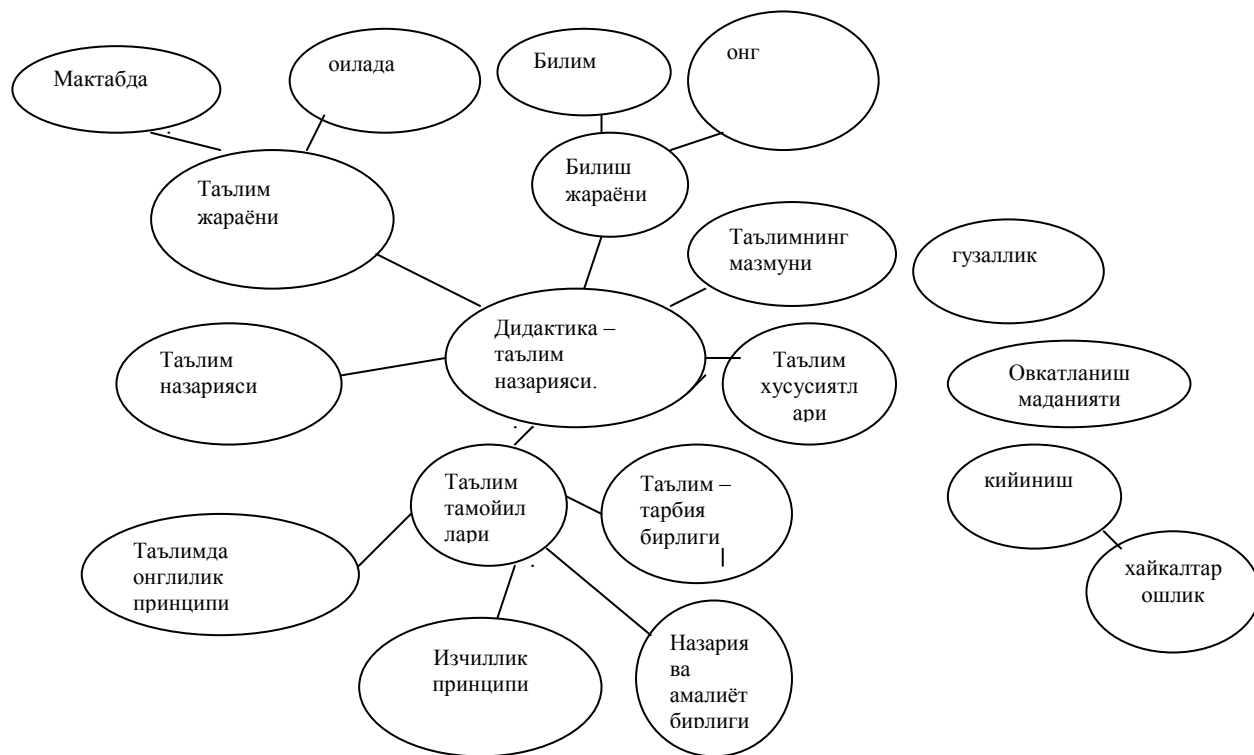 Мактабда
оилада
Билим
онг
Таълим
жараёни
Билиш
жараёни
Таълимнинг
мазмуни
гузаллик
Дидактика –
таълим
назарияси.
Таълим
назарияси
Таълим
хусусиятл
ари
Овкатланиш
маданияти
Таълим
тамойил
лари
Таълим –
тарбия
бирлиги
кийиниш
Таълимда
онглилик
принципи
хайкалтар
ошлик
Изчиллик
принципи
Назария
ва
амалиёт
бирлиги